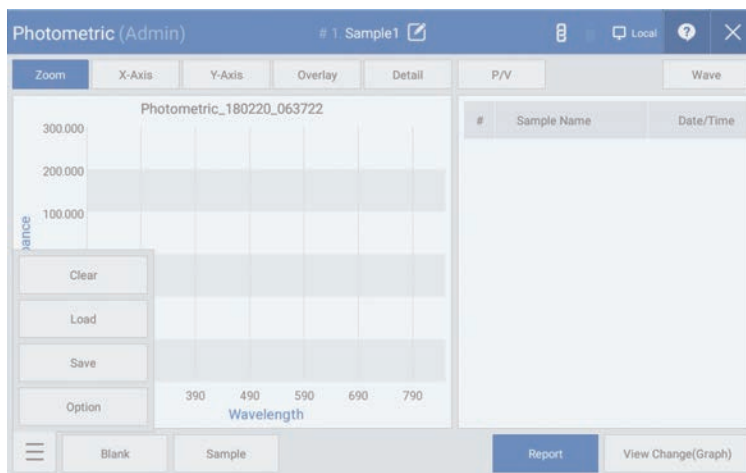 Photometric (Admin) # 1. Sample1 Local ?
Zoom X-Axis Y-Axis Overlay Detail P/V Wave
Photometric_180220_063722
# Sample Name Date/Time
300.000
200.000
100.000
Clear
Load
Save
Option
390 490 590 690 790
Wavelength
Blank Sample Report View Change(Graph)